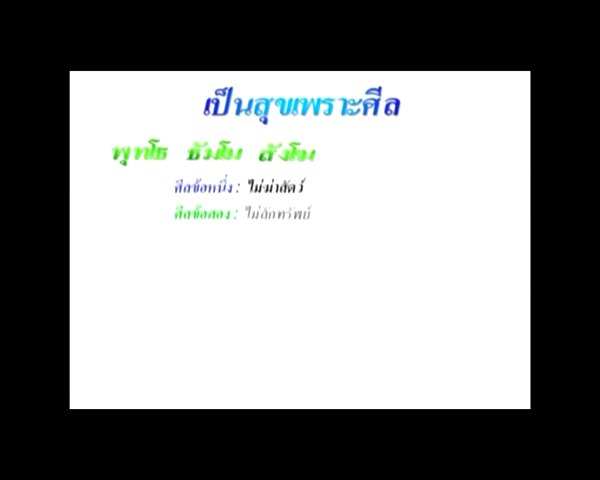 เป็นสุขเพราะศีล
พุทโธ ธัมโม สังโฆ
ศีลข้อหนึ่ง : ไม่ฆ่าสัตว์
ศีลข้อสอง : ไม่ลักทรัพย์